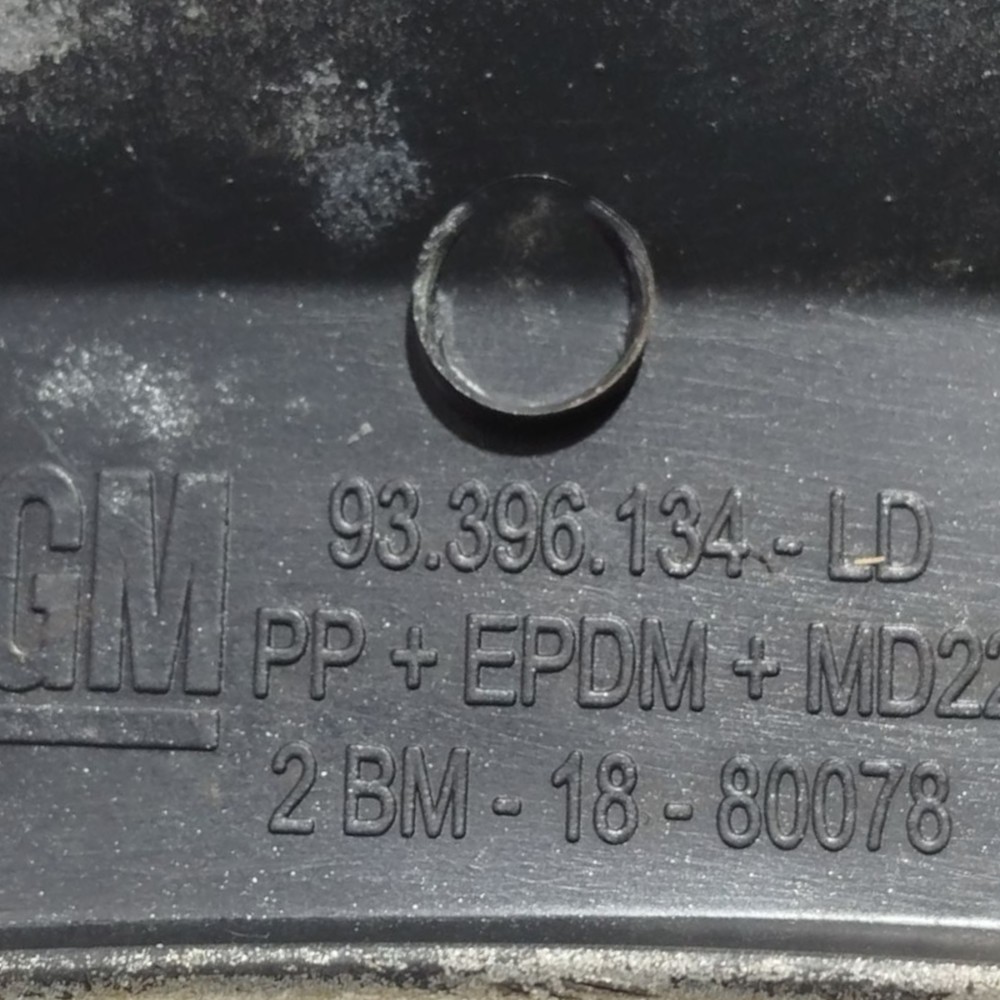 GM
93.396.134-LD
PP + EPDM + MD22
2 BM - 18 - 80078